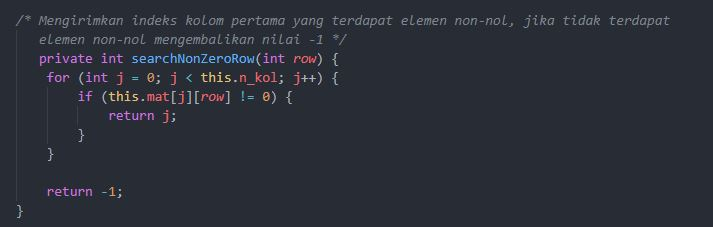 /* Mengirimkan indeks kolom pertama yang terdapat elemen non-nol, jika tidak terdapat
elemen non-nol mengembalikan nilai -1 */
private int searchNonZeroRow(int row) {
for (int j = 0; j < this.n_kol; j++) {
if (this.mat[j][row] != 0) {
return j;
}
}
return -1;
}